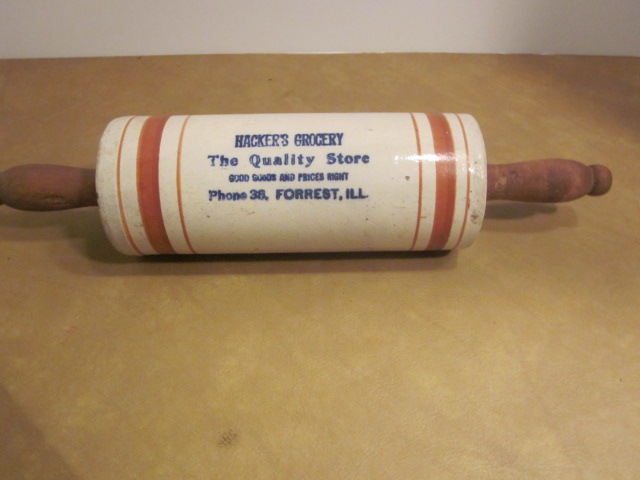 HACKER'S GROCERY
The Quality Store
GOOD GOODS AND PRICES RIGHT
Phone 38, FORREST, ILL